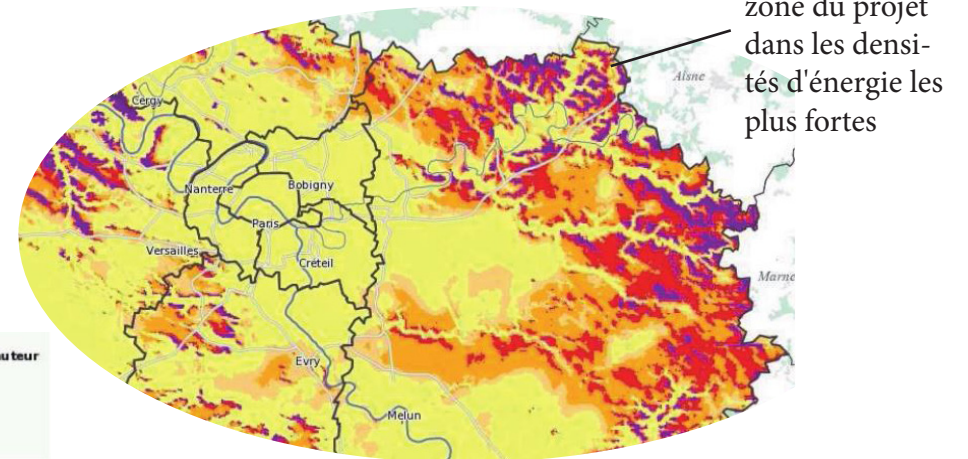 zone du projet
dans les densi-
tés d'énergie les
plus fortes
Aisne
Cergy
Nanterre
Bobigny
Paris
Versailles
Créteil
Marne
Evry
Melun